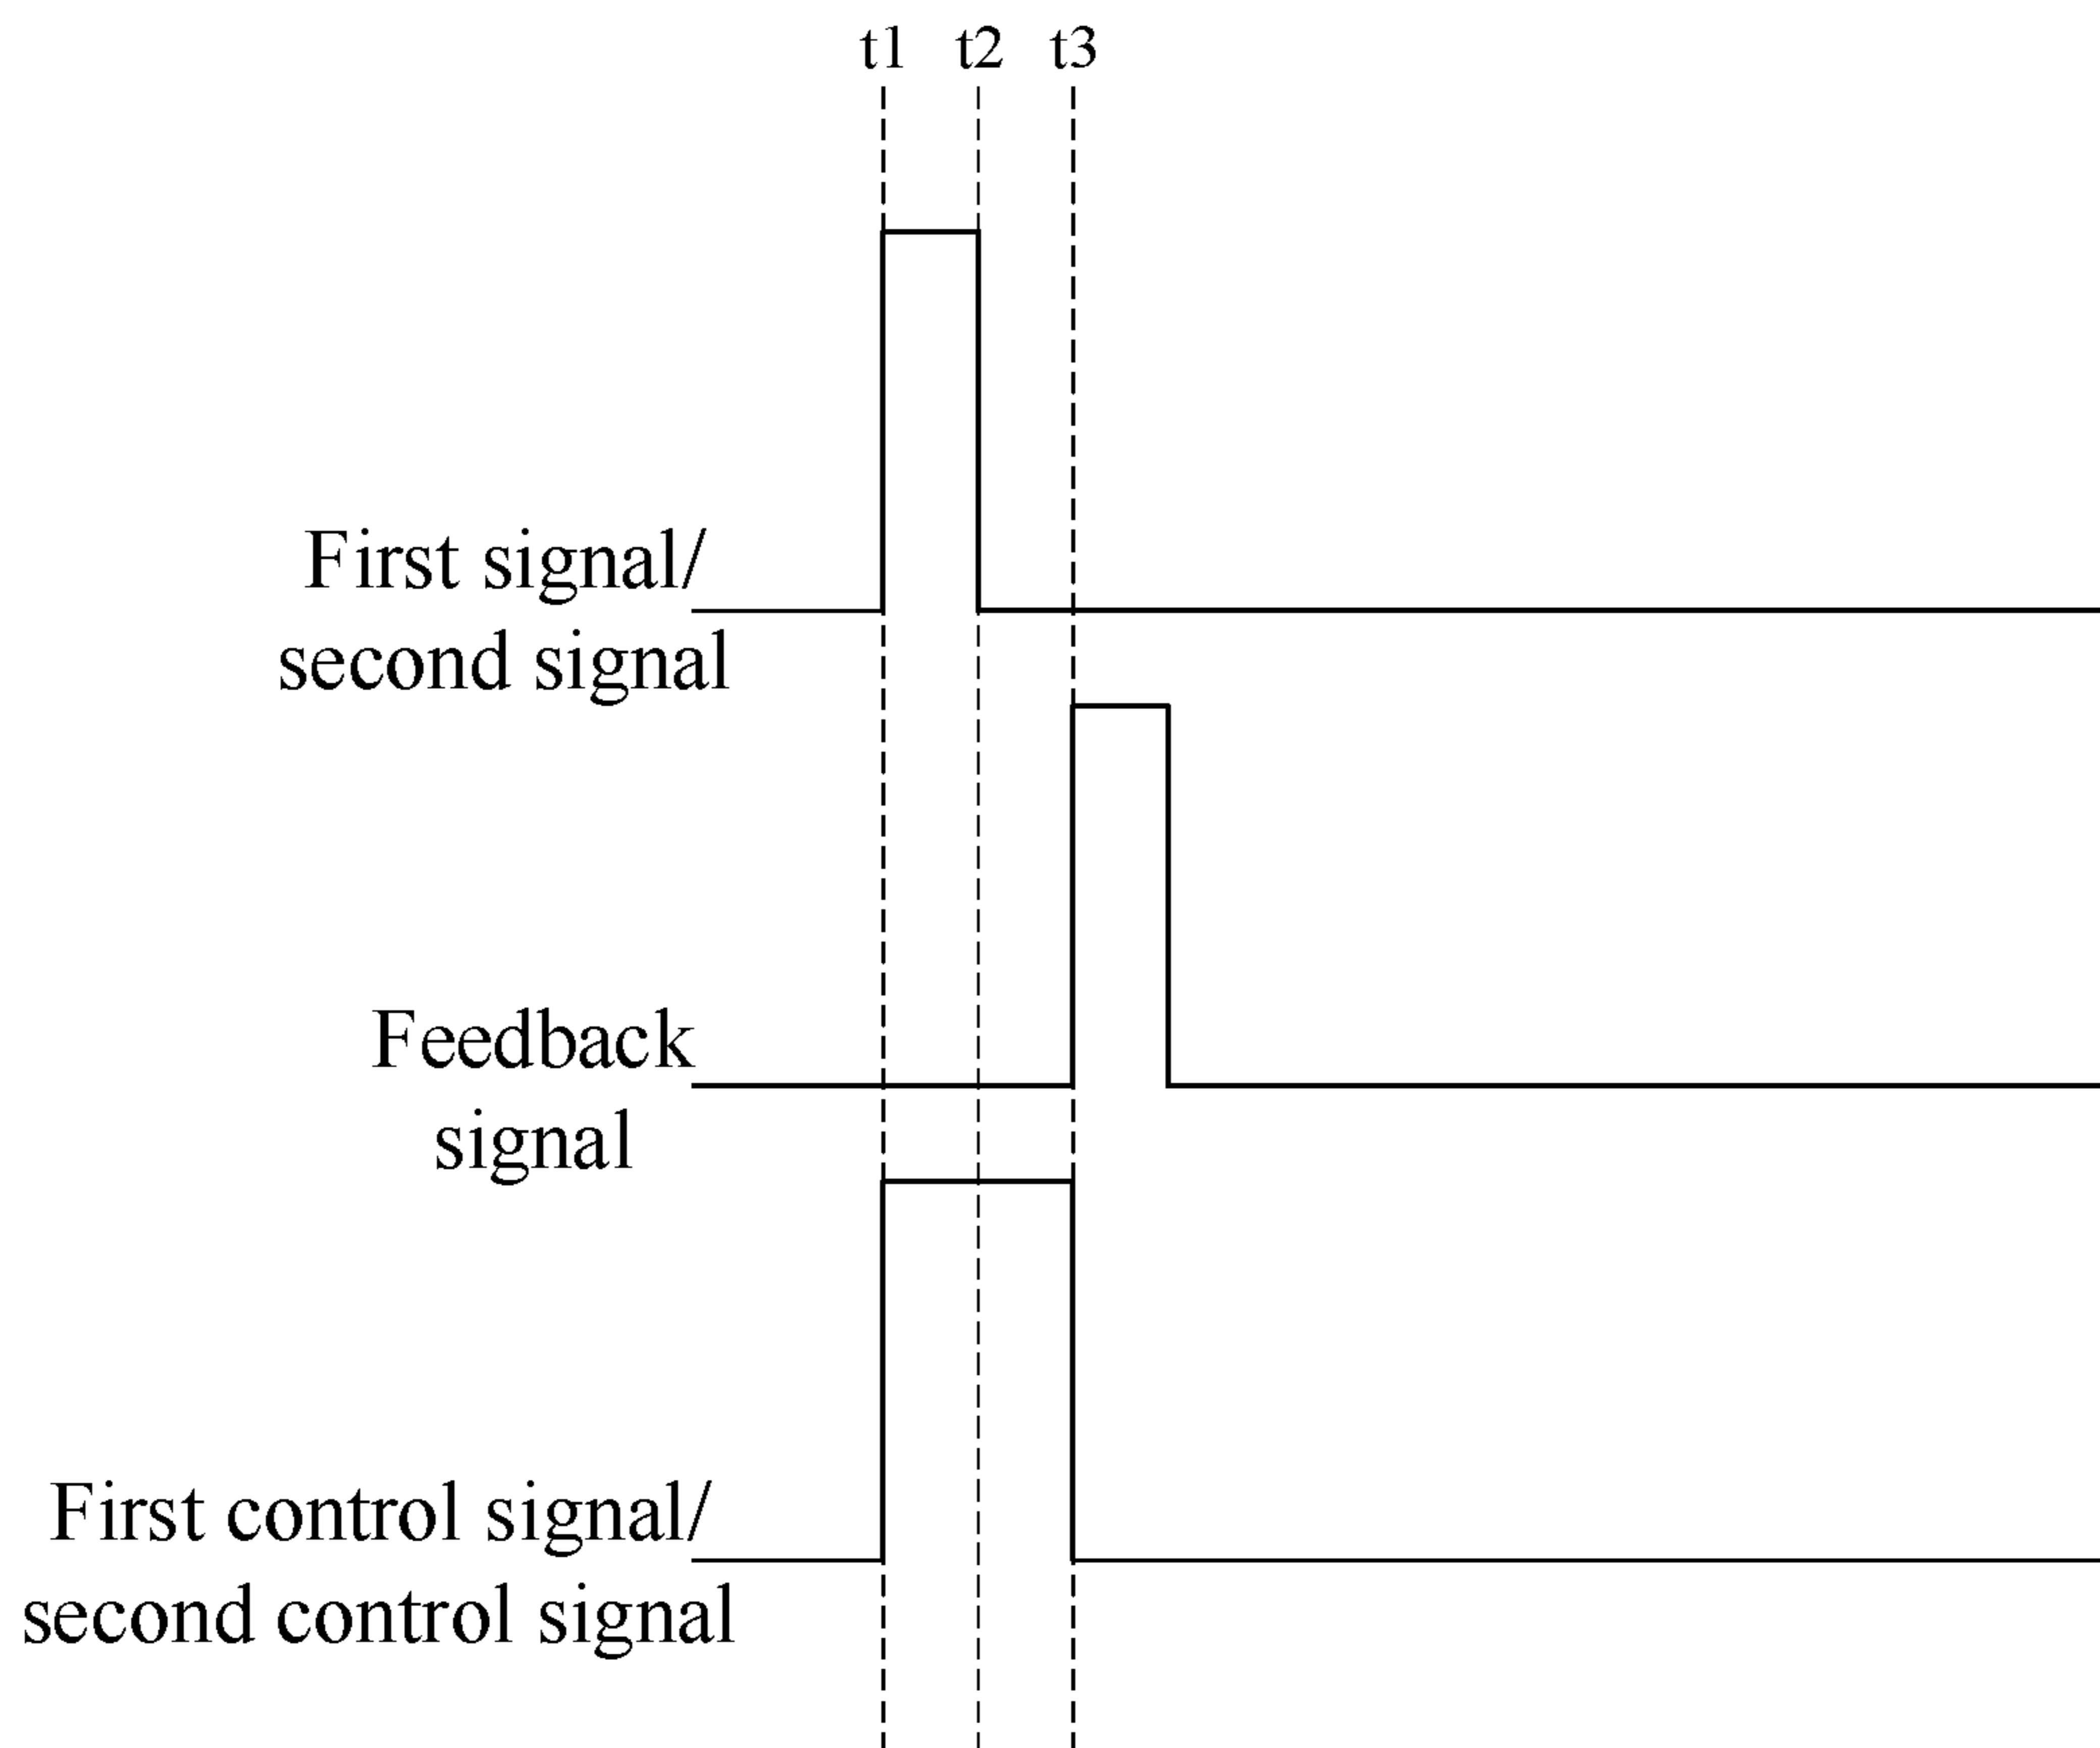 t1 t2 t3
First signal/
second signal
Feedback
signal
First control signal/
second control signal